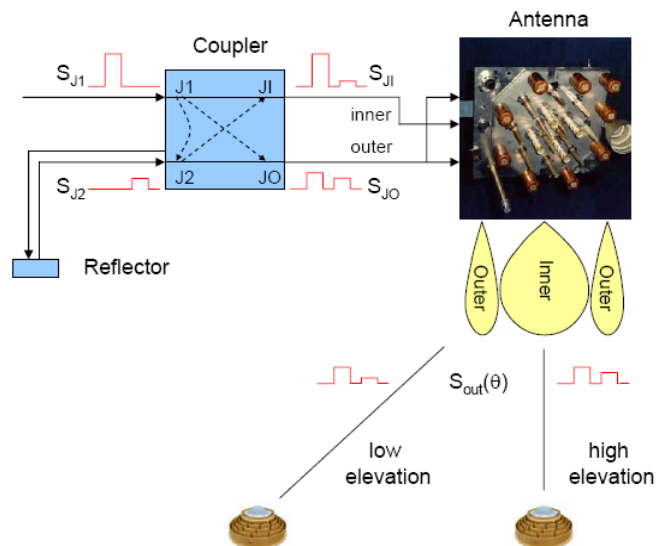 Antenna
Coupler
S_J1
J1
JI
S_JI
inner
outer
S_J2
J2
JO
S_JO
Reflector
Outer
Inner
Outer
S_out(θ)
low
elevation
high
elevation